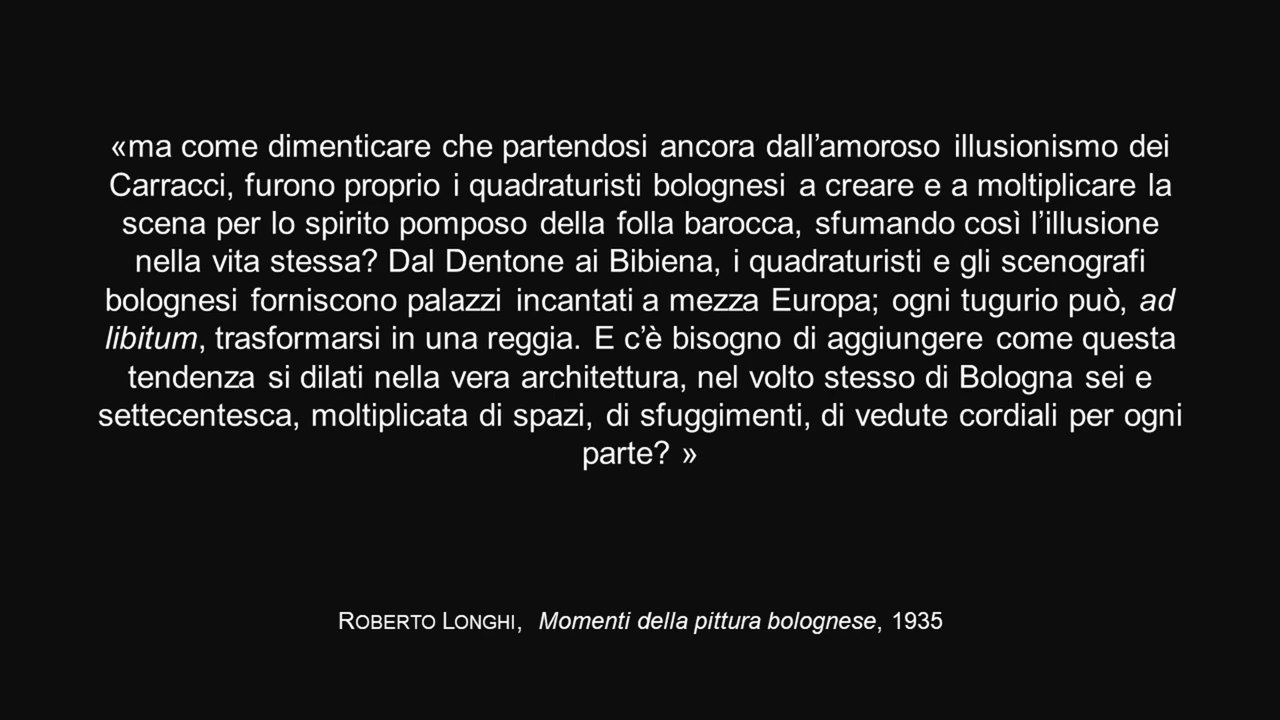 «ma come dimenticare che partendosi ancora dall’amoroso illusionismo dei
Carracci, furono proprio i quadraturisti bolognesi a creare e a moltiplicare la
scena per lo spirito pomposo della folla barocca, sfumando così l’illusione
nella vita stessa? Dal Dentone ai Bibiena, i quadraturisti e gli scenografi
bolognesi forniscono palazzi incantati a mezza Europa; ogni tugurio può, ad
libitum, trasformarsi in una reggia. E c’è bisogno di aggiungere come questa
tendenza si dilati nella vera architettura, nel volto stesso di Bologna sei e
settecentesca, moltiplicata di spazi, di sfuggimenti, di vedute cordiali per ogni
parte? »
ROBERTO LONGHI, Momenti della pittura bolognese, 1935